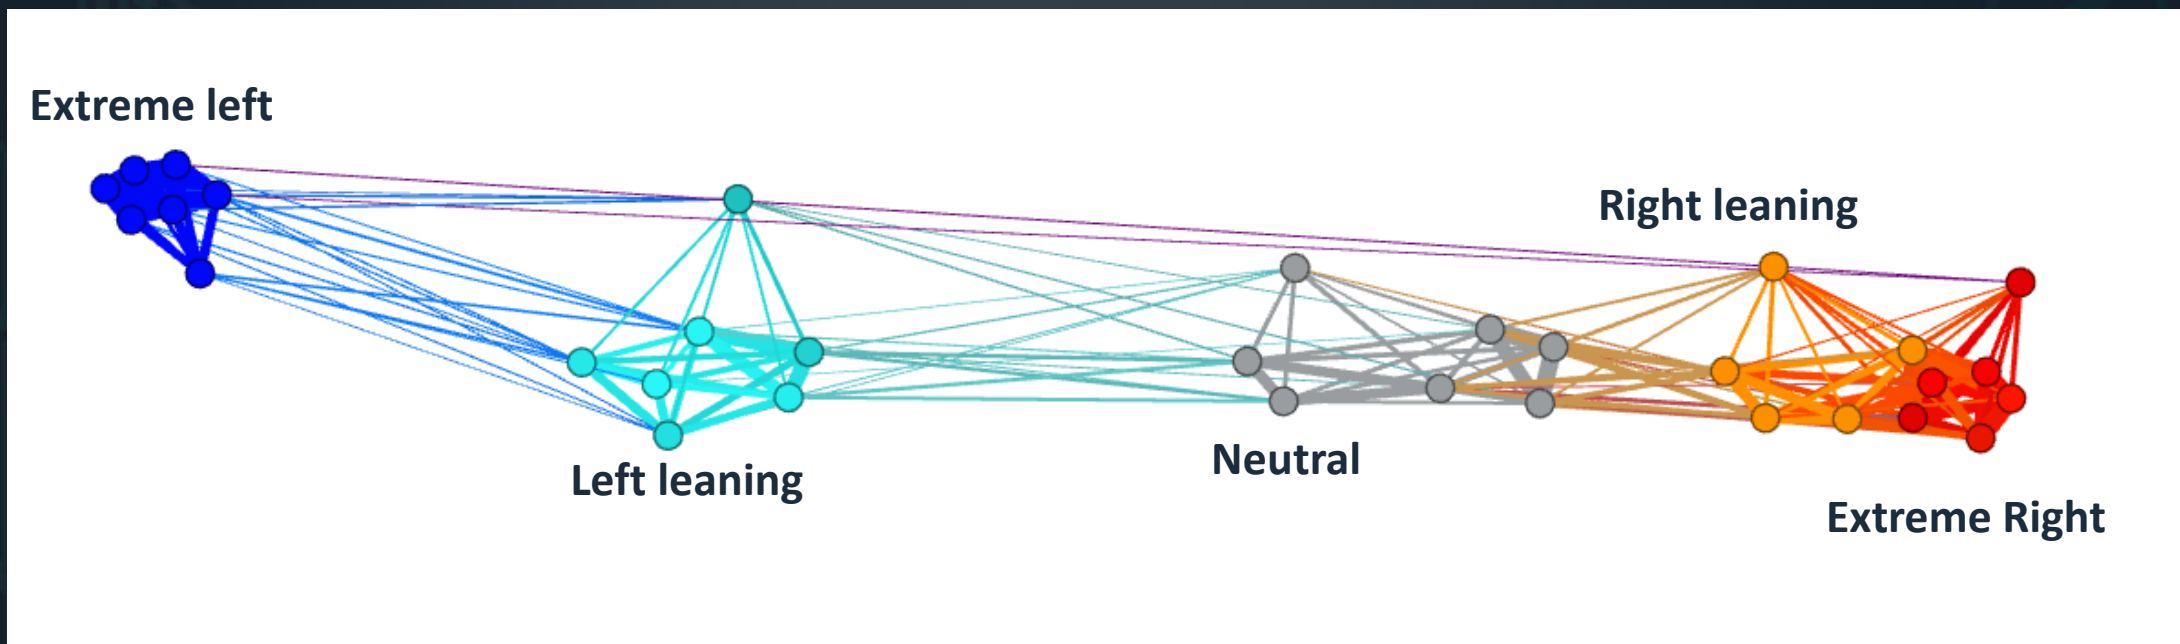 Extreme left
Right leaning
Left leaning
Neutral
Extreme Right